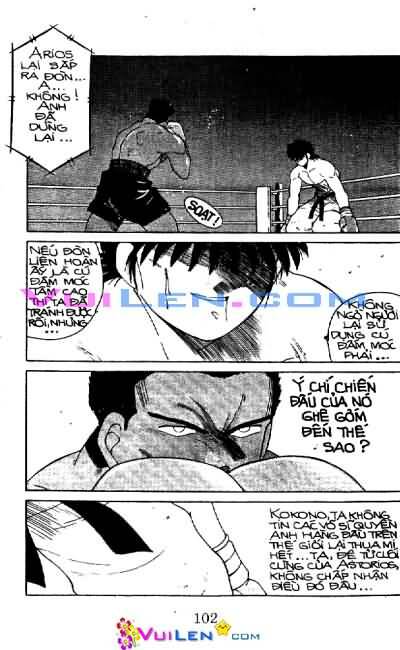 ARIOS
LẠI SẮP
RA ĐÒN...
A...
KHÔNG!
ANH
ĐÃ
DỪNG
LẠI...
SOẠT!
NẾU ĐÒN
LIÊN HOÀN
ẤY LÀ CÚ
ĐẤM MÓC
TẦM CAO
THÌ TA ĐÃ
TRÁNH ĐƯỢC
RỒI, NHƯNG
...
KHÔNG
NGỜ NGƯỜI
LẠI SỬ
DỤNG CÚ
ĐẤM MÓC
PHẢI...
VUILEN.COM
Ý CHÍ CHIẾN
ĐẤU CỦA NÓ
GHÊ GỚM
ĐẾN THẾ
SAO?
KOKONO, TA KHÔNG
TIN CÁC VÕ SĨ QUYỀN
ANH HẠNG ĐẦU TRÊN
THẾ GIỚI LẠI THUA MI
HẾT... TA, ĐỆ TỬ CUỐI
CÙNG CỦA ASTORIOS,
KHÔNG CHẤP NHẬN
ĐIỀU ĐÓ ĐÂU...
102
VUILEN.COM